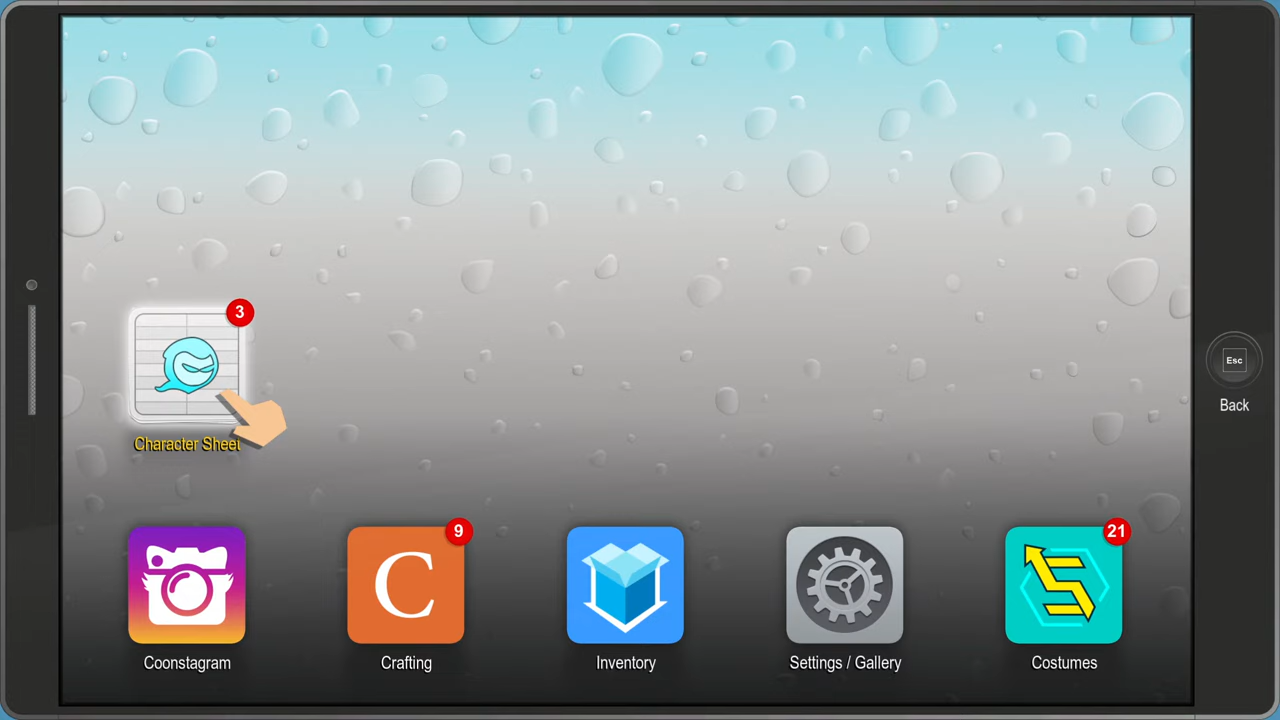 3
Character Sheet
Esc
Back
9
21
C
Coonstagram
Crafting
Inventory
Settings / Gallery
Costumes